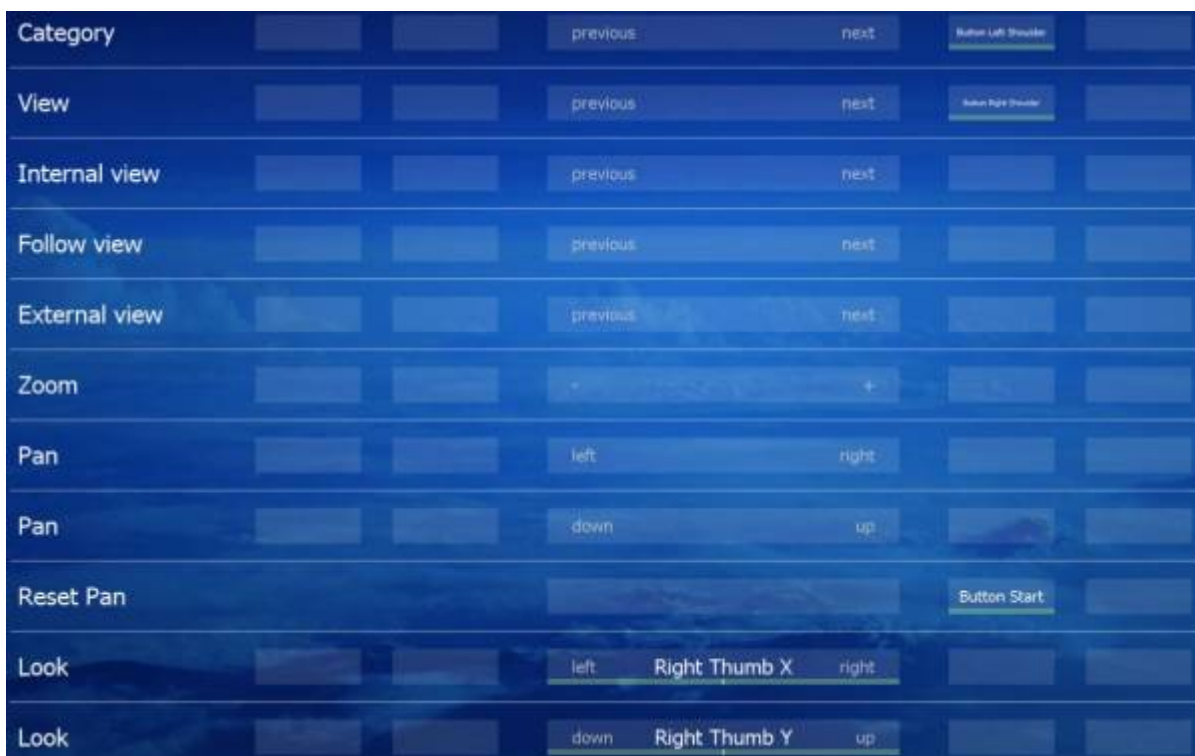 Category previous next Button Left Shoulder
View previous next Button Right Shoulder
Internal view previous next
Follow view previous next
External view previous next
Zoom - +
Pan left right
Pan down up
Reset Pan Button Start
Look left Right Thumb X right
Look down Right Thumb Y up